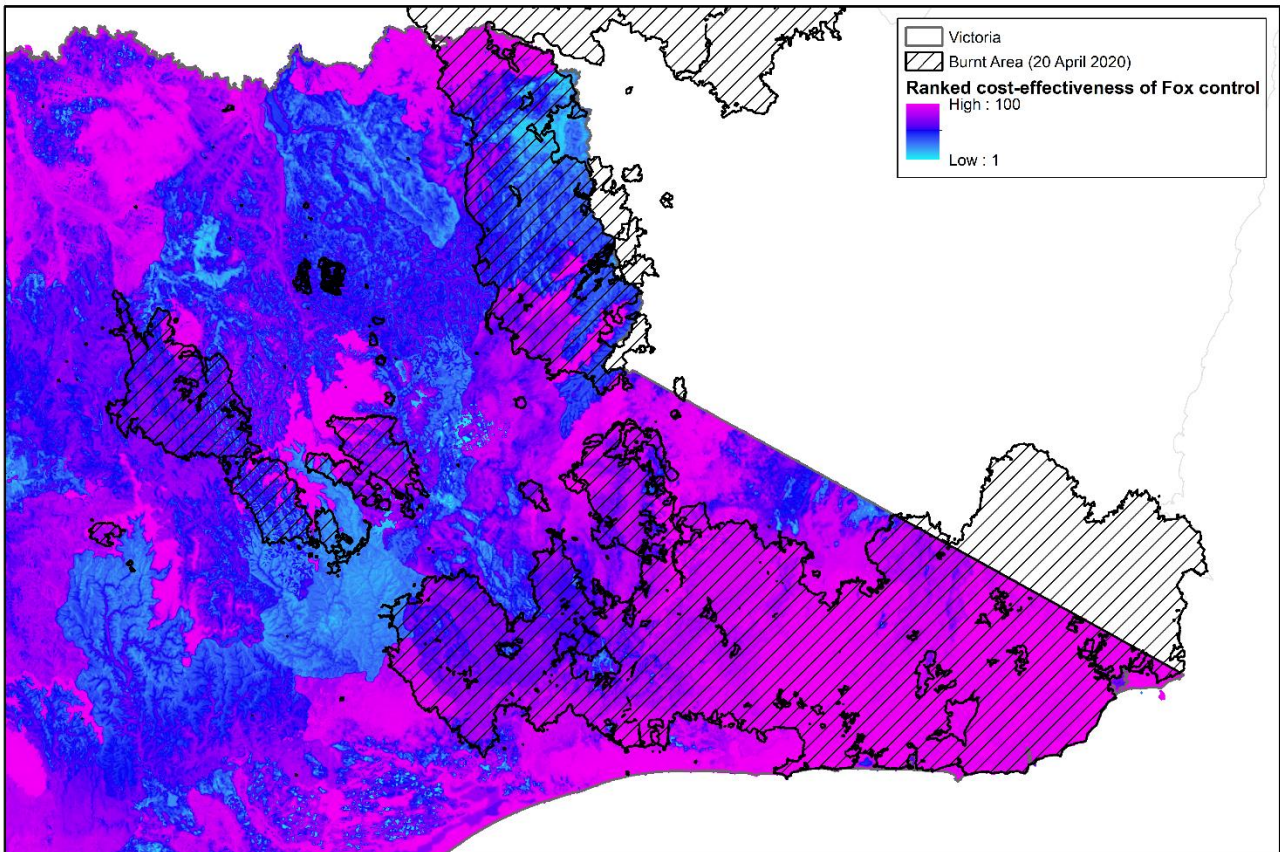 Victoria
Burnt Area (20 April 2020)
Ranked cost-effectiveness of Fox control
High : 100
Low : 1